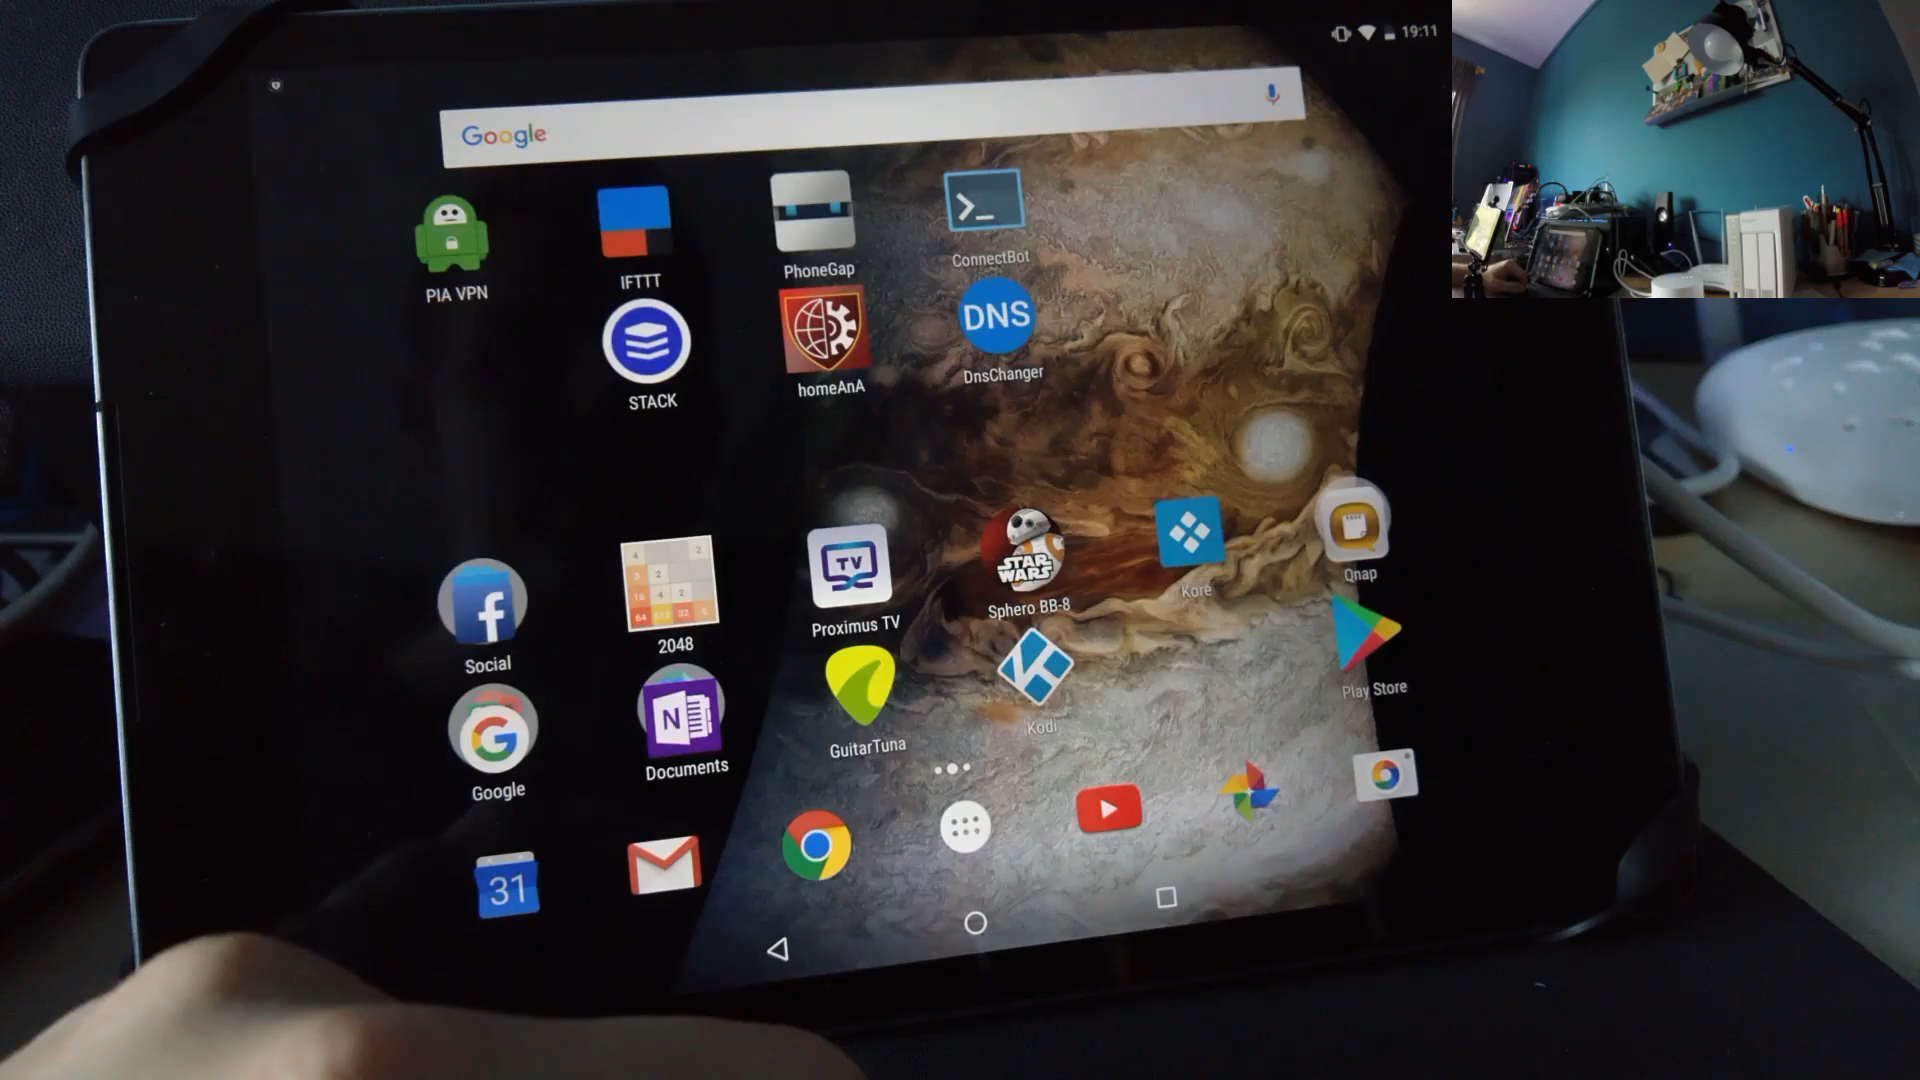 19:11
Google
PIA VPN
IFTTT
PhoneGap
ConnectBot
DNS
STACK
homeAnA
DnsChanger
TV
STAR
WARS
Social
2048
Proximus TV
Sphero BB-8
Kore
Qnap
N
Google
Documents
GuitarTuna
Kodi
Play Store
31